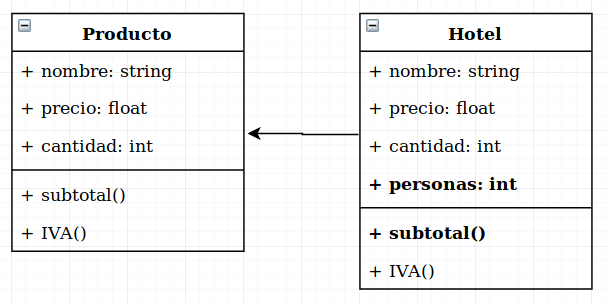 Producto
+ nombre: string
+ precio: float
+ cantidad: int
+ subtotal()
+ IVA()
Hotel
+ nombre: string
+ precio: float
+ cantidad: int
+ personas: int
+ subtotal()
+ IVA()